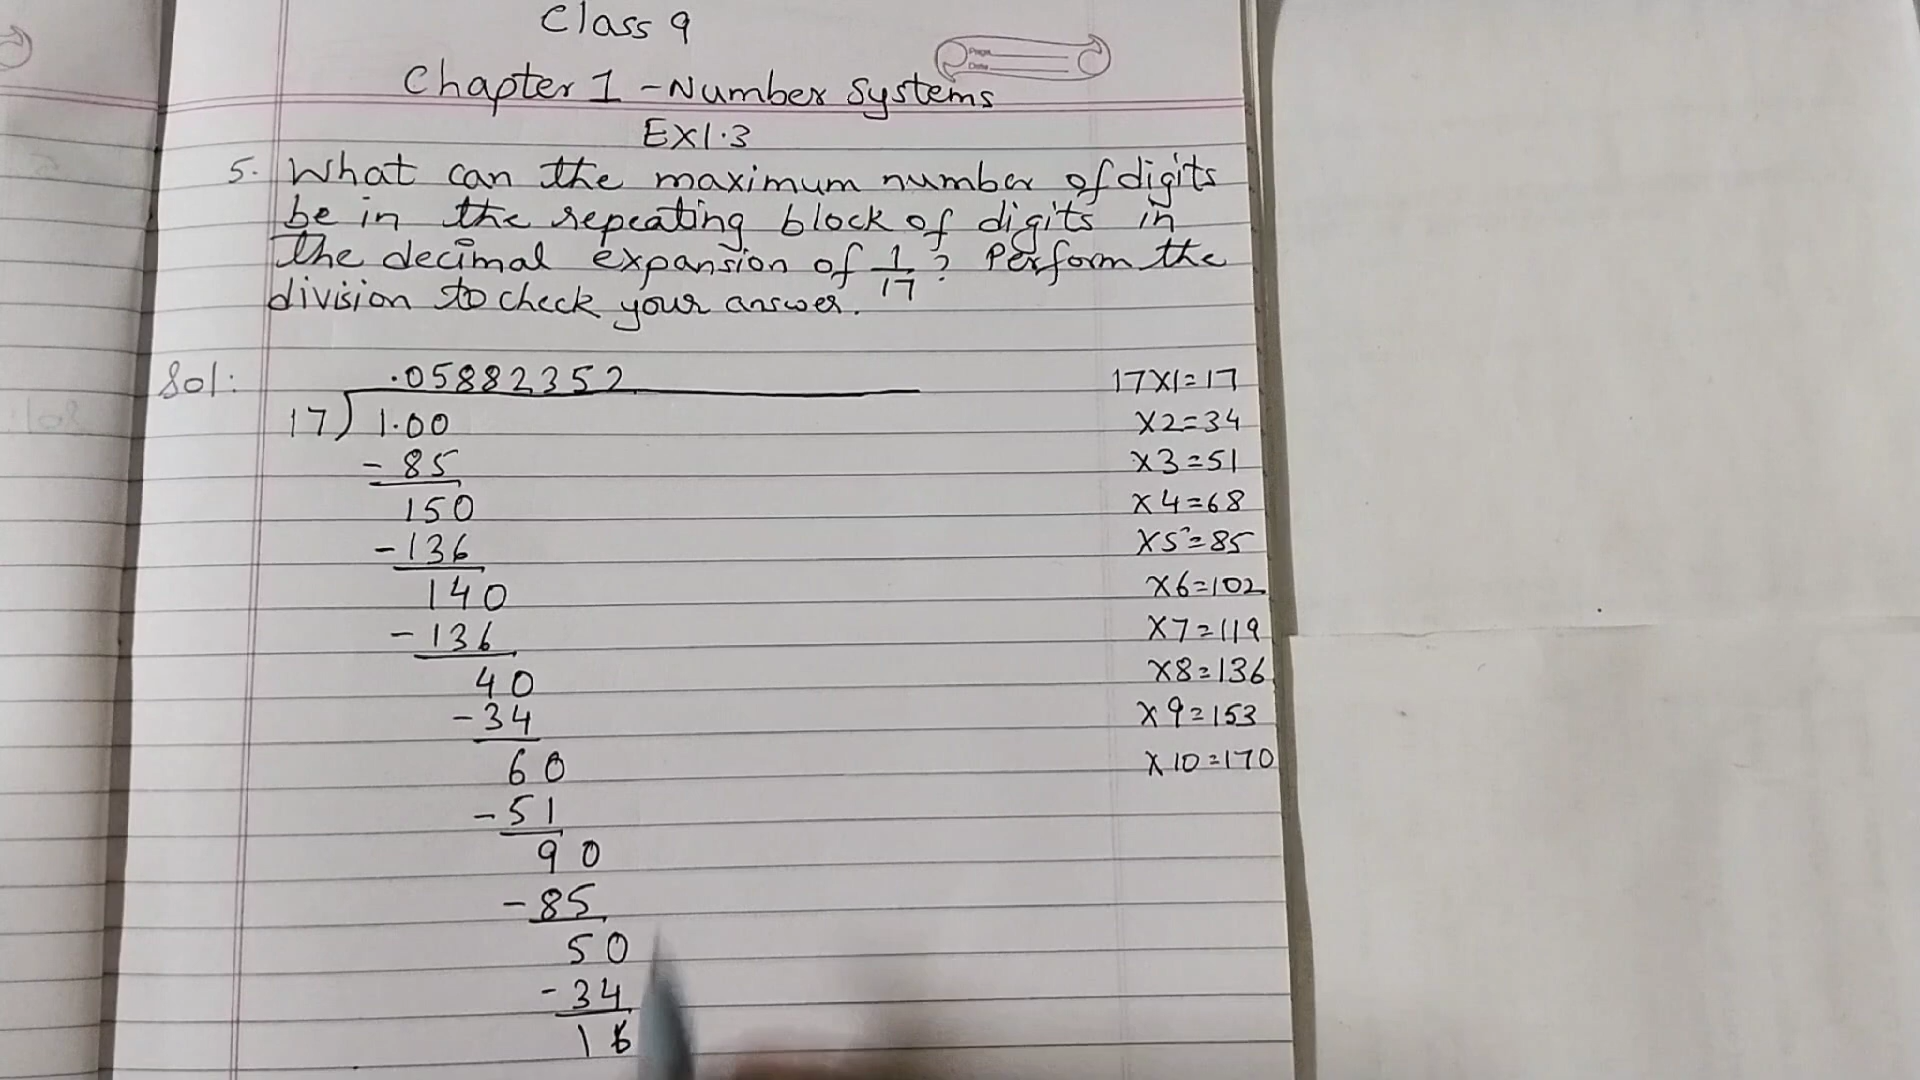 Class 9
Page
Date
Chapter 1 - Number Systems
EX1.3
5. What can the maximum number of digits
be in the repeating block of digits in
the decimal expansion of 1/17? Perform the
division to check your answer.
Sol:
.05882352
17) 1.00
- 85
150
- 136
140
- 136
40
- 34
60
- 51
90
- 85
50
- 34
16
17X1=17
X2=34
X3=51
X4=68
X5=85
X6=102
X7=119
X8=136
X9=153
X10=170